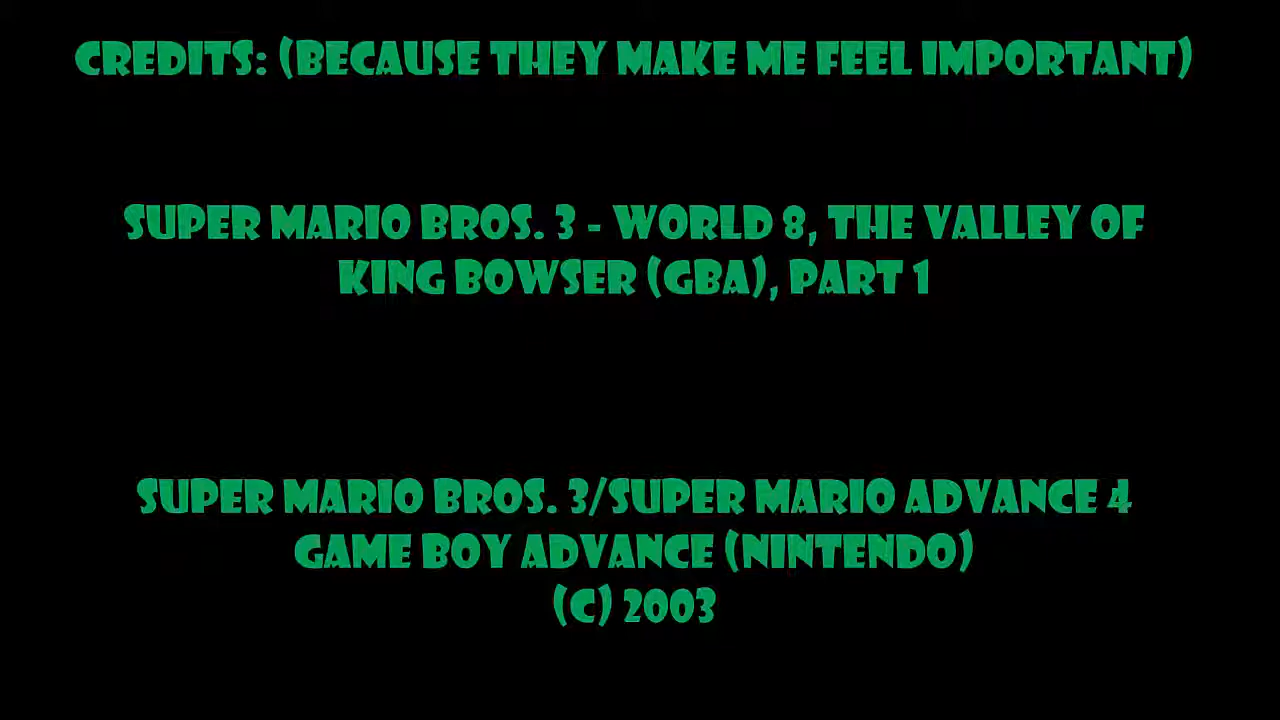 CREDITS: (BECAUSE THEY MAKE ME FEEL IMPORTANT)
SUPER MARIO BROS. 3 - WORLD 8, THE VALLEY OF
KING BOWSER (GBA), PART 1
SUPER MARIO BROS. 3/SUPER MARIO ADVANCE 4
GAME BOY ADVANCE (NINTENDO)
(C) 2003